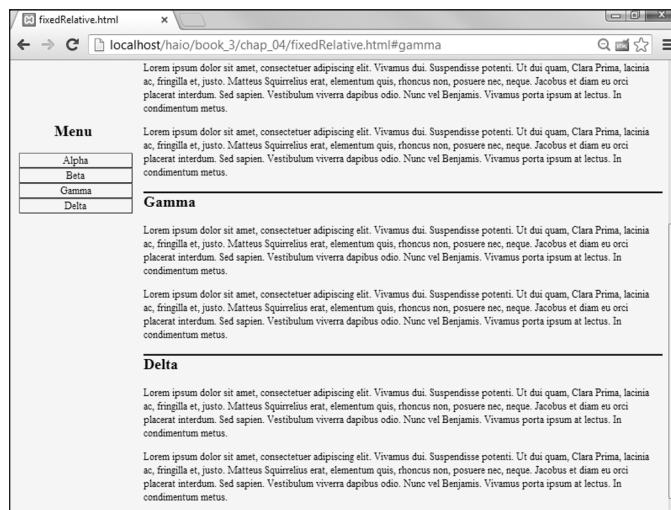 fixedRelative.html
localhost/haio/book_3/chap_04/fixedRelative.html#gamma
Menu
Alpha
Beta
Gamma
Delta
Lorem ipsum dolor sit amet, consectetuer adipiscing elit. Vivamus dui. Suspendisse potenti. Ut dui quam, Clara Prima, lacinia
ac, fringilla et, justo. Matteus Squirrelius erat, elementum quis, rhoncus non, posuere nec, neque. Jacobus et diam eu orci
placerat interdum. Sed sapien. Vestibulum viverra dapibus odio. Nunc vel Benjamis. Vivamus porta ipsum at lectus. In
condimentum metus.
Lorem ipsum dolor sit amet, consectetuer adipiscing elit. Vivamus dui. Suspendisse potenti. Ut dui quam, Clara Prima, lacinia
ac, fringilla et, justo. Matteus Squirrelius erat, elementum quis, rhoncus non, posuere nec, neque. Jacobus et diam eu orci
placerat interdum. Sed sapien. Vestibulum viverra dapibus odio. Nunc vel Benjamis. Vivamus porta ipsum at lectus. In
condimentum metus.
Gamma
Lorem ipsum dolor sit amet, consectetuer adipiscing elit. Vivamus dui. Suspendisse potenti. Ut dui quam, Clara Prima, lacinia
ac, fringilla et, justo. Matteus Squirrelius erat, elementum quis, rhoncus non, posuere nec, neque. Jacobus et diam eu orci
placerat interdum. Sed sapien. Vestibulum viverra dapibus odio. Nunc vel Benjamis. Vivamus porta ipsum at lectus. In
condimentum metus.
Lorem ipsum dolor sit amet, consectetuer adipiscing elit. Vivamus dui. Suspendisse potenti. Ut dui quam, Clara Prima, lacinia
ac, fringilla et, justo. Matteus Squirrelius erat, elementum quis, rhoncus non, posuere nec, neque. Jacobus et diam eu orci
placerat interdum. Sed sapien. Vestibulum viverra dapibus odio. Nunc vel Benjamis. Vivamus porta ipsum at lectus. In
condimentum metus.
Delta
Lorem ipsum dolor sit amet, consectetuer adipiscing elit. Vivamus dui. Suspendisse potenti. Ut dui quam, Clara Prima, lacinia
ac, fringilla et, justo. Matteus Squirrelius erat, elementum quis, rhoncus non, posuere nec, neque. Jacobus et diam eu orci
placerat interdum. Sed sapien. Vestibulum viverra dapibus odio. Nunc vel Benjamis. Vivamus porta ipsum at lectus. In
condimentum metus.
Lorem ipsum dolor sit amet, consectetuer adipiscing elit. Vivamus dui. Suspendisse potenti. Ut dui quam, Clara Prima, lacinia
ac, fringilla et, justo. Matteus Squirrelius erat, elementum quis, rhoncus non, posuere nec, neque. Jacobus et diam eu orci
placerat interdum. Sed sapien. Vestibulum viverra dapibus odio. Nunc vel Benjamis. Vivamus porta ipsum at lectus. In
condimentum metus.